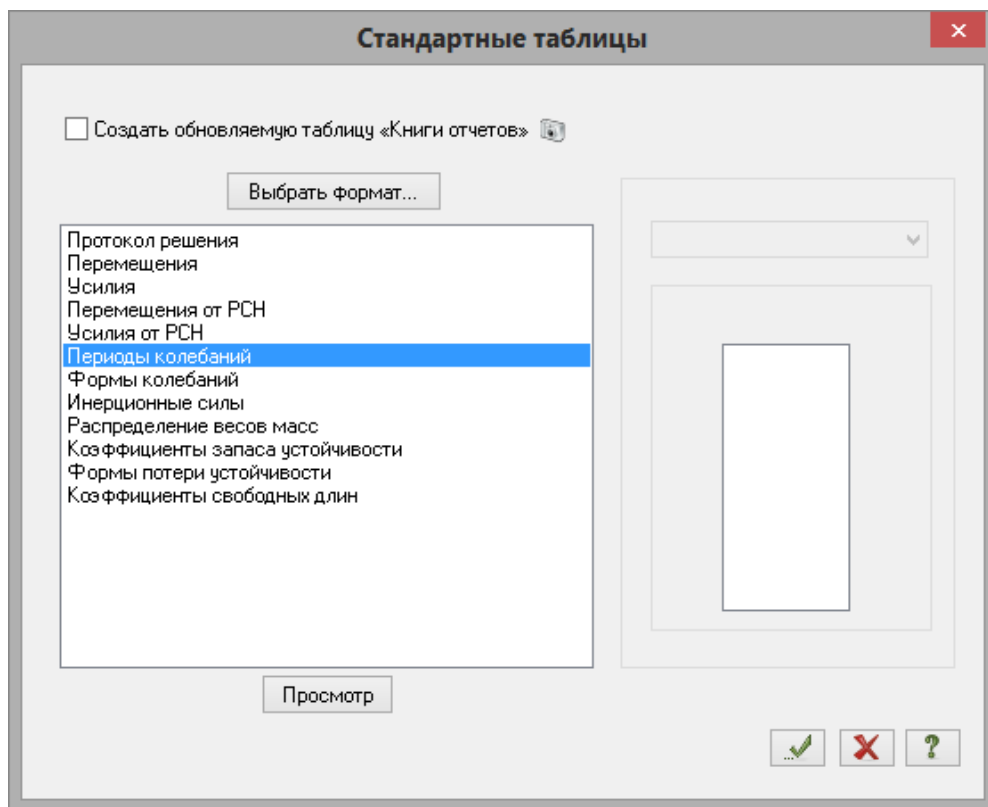 Стандартные таблицы
Создать обновляемую таблицу «Книги отчетов»
Выбрать формат...
Протокол решения
Перемещения
Усилия
Перемещения от РСН
Усилия от РСН
Периоды колебаний
Формы колебаний
Инерционные силы
Распределение весов масс
Коэффициенты запаса устойчивости
Формы потери устойчивости
Коэффициенты свободных длин
Просмотр